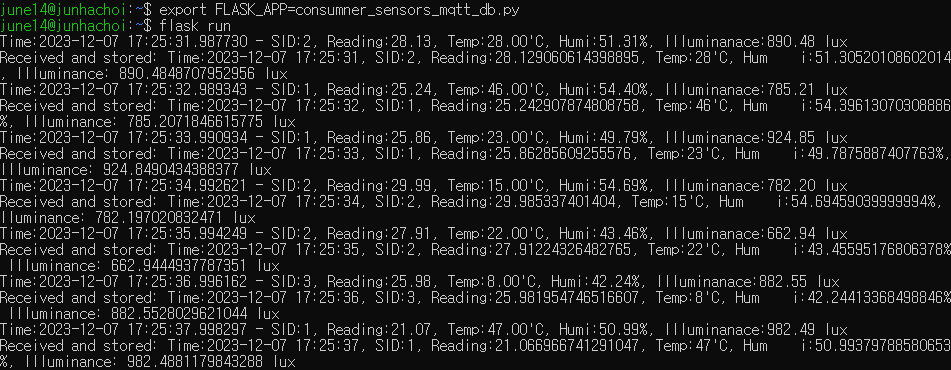 june14@junhachoi:~$ export FLASK_APP=consumner_sensors_mqtt_db.py
june14@junhachoi:~$ flask run
Time:2023-12-07 17:25:31.987730 - SID:2, Reading:28.13, Temp:28.00'C, Humi:51.31%, Illuminanace:890.48 lux
Received and stored: Time:2023-12-07 17:25:31, SID:2, Reading:28.129060614398895, Temp:28'C, Hum    i:51.30520108602014
, Illuminance: 890.4848707952956 lux
Time:2023-12-07 17:25:32.989343 - SID:1, Reading:25.24, Temp:46.00'C, Humi:54.40%, Illuminanace:785.21 lux
Received and stored: Time:2023-12-07 17:25:32, SID:1, Reading:25.242907874808758, Temp:46'C, Hum    i:54.39613070308886
%, Illuminance: 785.2071846615775 lux
Time:2023-12-07 17:25:33.990934 - SID:1, Reading:25.86, Temp:23.00'C, Humi:49.79%, Illuminanace:924.85 lux
Received and stored: Time:2023-12-07 17:25:33, SID:1, Reading:25.86285609255576, Temp:23'C, Hum    i:49.7875887407763%,
Illuminance: 924.8490434388377 lux
Time:2023-12-07 17:25:34.992621 - SID:2, Reading:29.99, Temp:15.00'C, Humi:54.69%, Illuminanace:782.20 lux
Received and stored: Time:2023-12-07 17:25:34, SID:2, Reading:29.985337401404, Temp:15'C, Hum    i:54.69459039999994%, I
lluminance: 782.197020832471 lux
Time:2023-12-07 17:25:35.994249 - SID:2, Reading:27.91, Temp:22.00'C, Humi:43.46%, Illuminanace:662.94 lux
Received and stored: Time:2023-12-07 17:25:35, SID:2, Reading:27.91224326482765, Temp:22'C, Hum    i:43.45595176806378%
, Illuminance: 662.9444937787351 lux
Time:2023-12-07 17:25:36.996162 - SID:3, Reading:25.98, Temp:8.00'C, Humi:42.24%, Illuminanace:882.55 lux
Received and stored: Time:2023-12-07 17:25:36, SID:3, Reading:25.981954746516607, Temp:8'C, Hum    i:42.24413368498846%
, Illuminance: 882.5528029621044 lux
Time:2023-12-07 17:25:37.998297 - SID:1, Reading:21.07, Temp:47.00'C, Humi:50.99%, Illuminanace:982.49 lux
Received and stored: Time:2023-12-07 17:25:37, SID:1, Reading:21.066966741291047, Temp:47'C, Hum    i:50.99379788580653
%, Illuminance: 982.4881179843288 lux